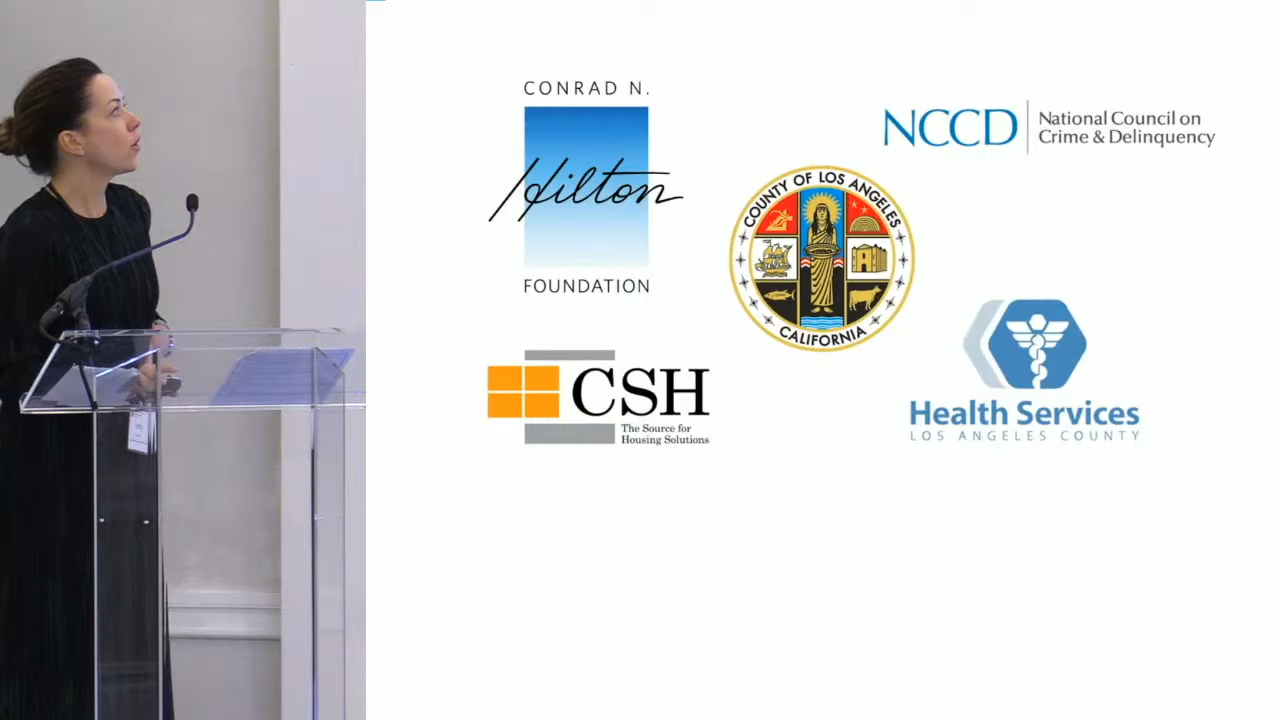 CONRAD N.
Hilton
FOUNDATION
NCCD
National Council on
Crime & Delinquency
COUNTY OF LOS ANGELES
CALIFORNIA
CSH
The Source for
Housing Solutions
Health Services
LOS ANGELES COUNTY